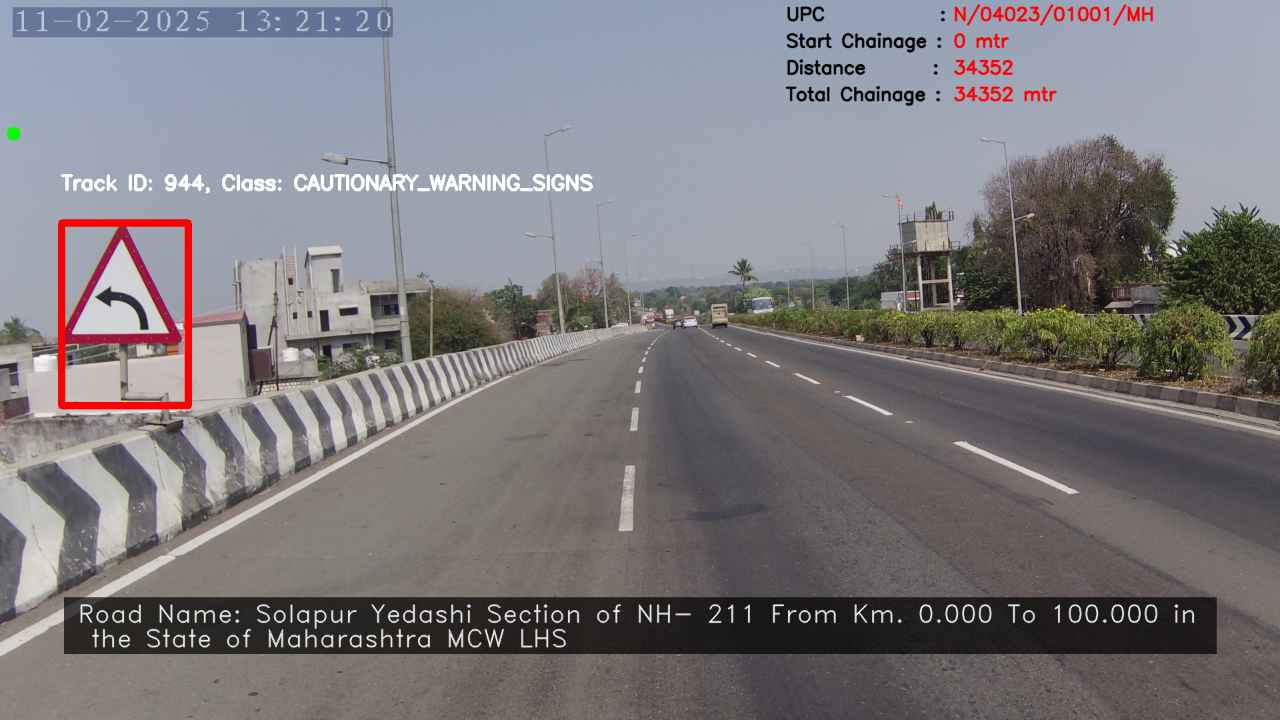 11-02-2025 13:21:20
UPC : N/04023/01001/MH
Start Chainage : 0 mtr
Distance : 34352
Total Chainage : 34352 mtr
Track ID: 944, Class: CAUTIONARY_WARNING_SIGNS
Road Name: Solapur Yedashi Section of NH- 211 From Km. 0.000 To 100.000 in
the State of Maharashtra MCW LHS